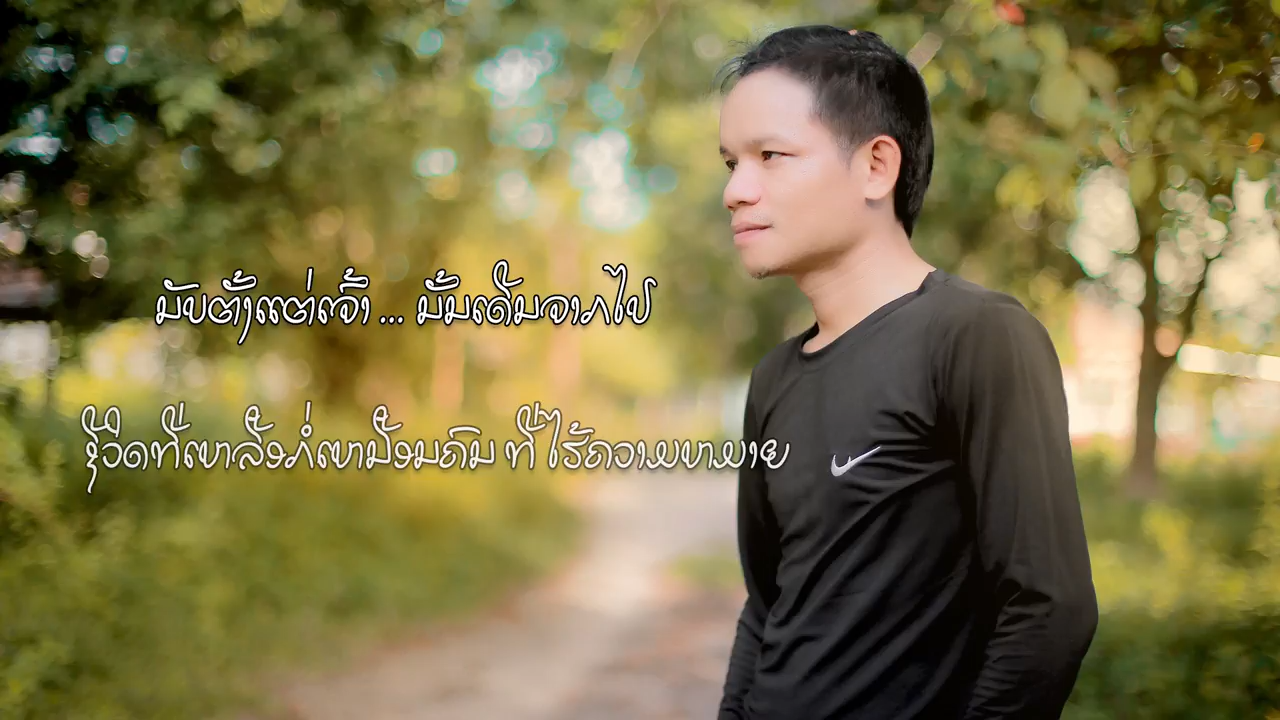 ນັບຕັ້ງແຕ່ເຈົ້າ ... ນັ້ນເດີນຈາກໄປ
ຊີວິດທີ່ເຫລືອກໍ່ເຫມືອນຄົນ ທີ່ໄຮ້ຄວາມຫມາຍ